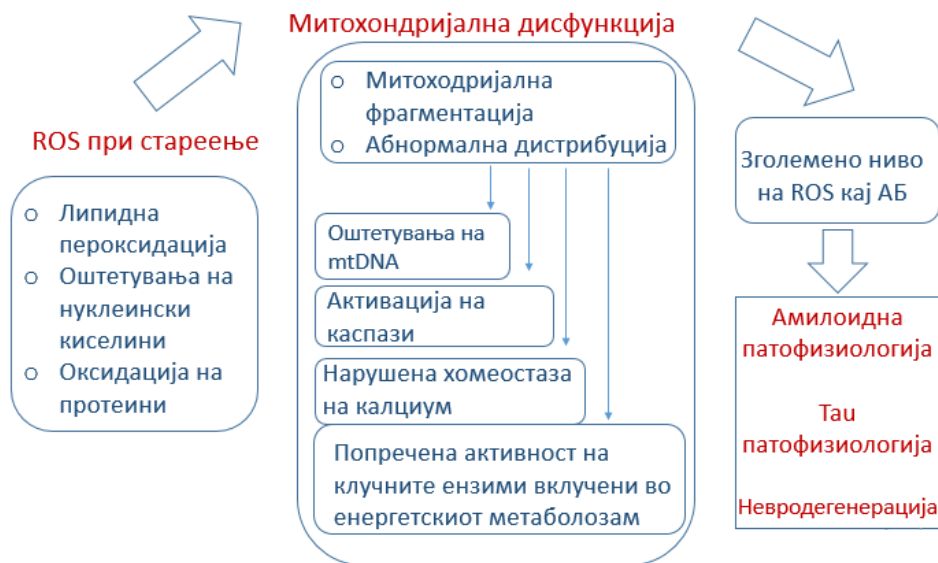 Митохондријална дисфункција
ROS при стареење
o Липидна
пероксидација
o Оштетувања на
нуклеински
киселини
o Оксидација на
протеини
o Митоходријална
фрагментација
o Абнормална дистрибуција
Оштетувања на
mtDNA
Активација на
каспази
Нарушена хомеостаза
на калциум
Попречена активност на
клучните ензими вклучени во
енергетскиот метаболозам
Зголемено ниво
на ROS кај АБ
Амилоидна
патофизиологија
Tau
патофизиологија
Невродегенерација